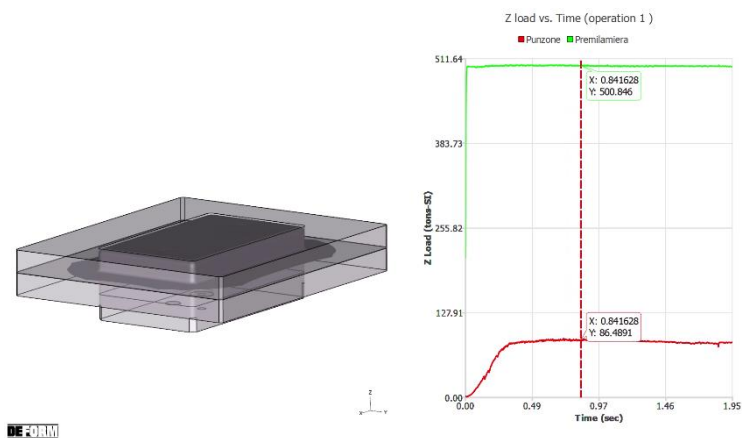 Z load vs. Time (operation 1 )
Punzone Premilamiera
511.64
X: 0.841628
Y: 500.846
383.73
Z Load (tons-SI)
255.82
127.91
X: 0.841628
Y: 86.4891
0.00
0.00 0.49 0.97 1.46 1.95
Time (sec)
Z
X Y
DEFORM